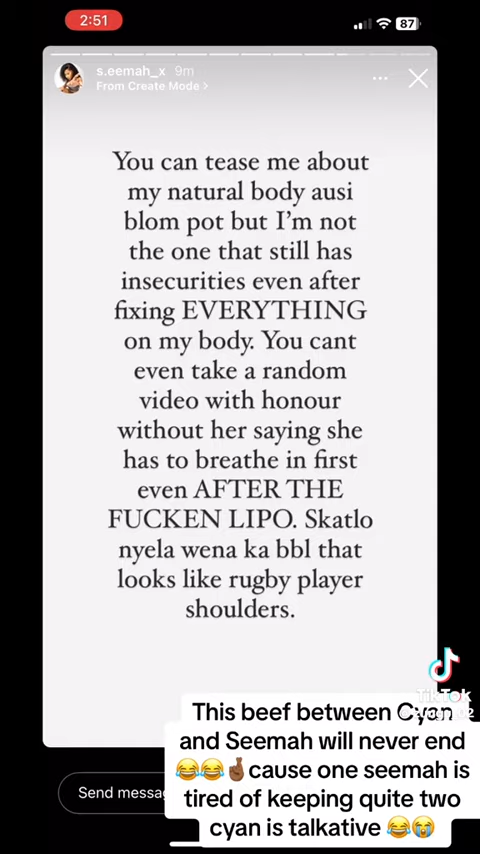 2:51
87
s.eemah_x 9m
From Create Mode >
You can tease me about
my natural body ausi
blom pot but I'm not
the one that still has
insecurities even after
fixing EVERYTHING
on my body. You cant
even take a random
video with honour
without her saying she
has to breathe in first
even AFTER THE
FUCKEN LIPO. Skatlo
nyela wena ka bbl that
looks like rugby player
shoulders.
TikTok
This beef between Cyan
and Seemah will never end
😂😂🤞🏾cause one seemah is
tired of keeping quite two
cyan is talkative 😂😭
Send messag